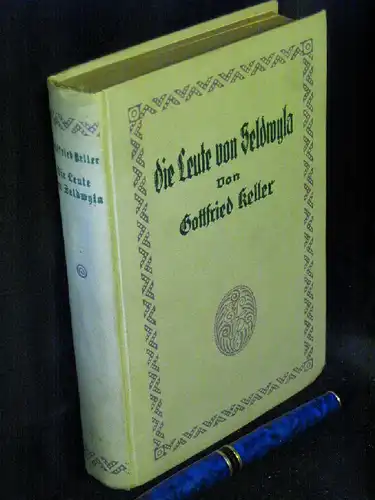 Gottfried Keller
Die Leute
von Seldwyla
Die Leute von Seldwyla
von
Gottfried Keller